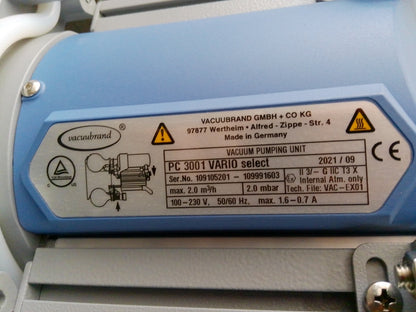 VACUUBRAND GMBH + CO KG
97877 Wertheim • Alfred - Zippe - Str. 4
Made in Germany
vacuubrand ®
VACUUM PUMPING UNIT
PC 3001 VARIO select 2021 / 09
Ser.No. 109105201 - 109991603
II 3/- G IIC T3 X
Internal Atm. only
max. 2.0 m³/h 2.0 mbar
Tech. File: VAC-EX01
100-230 V, 50/60 Hz, max. 1.6-0.7 A
CE